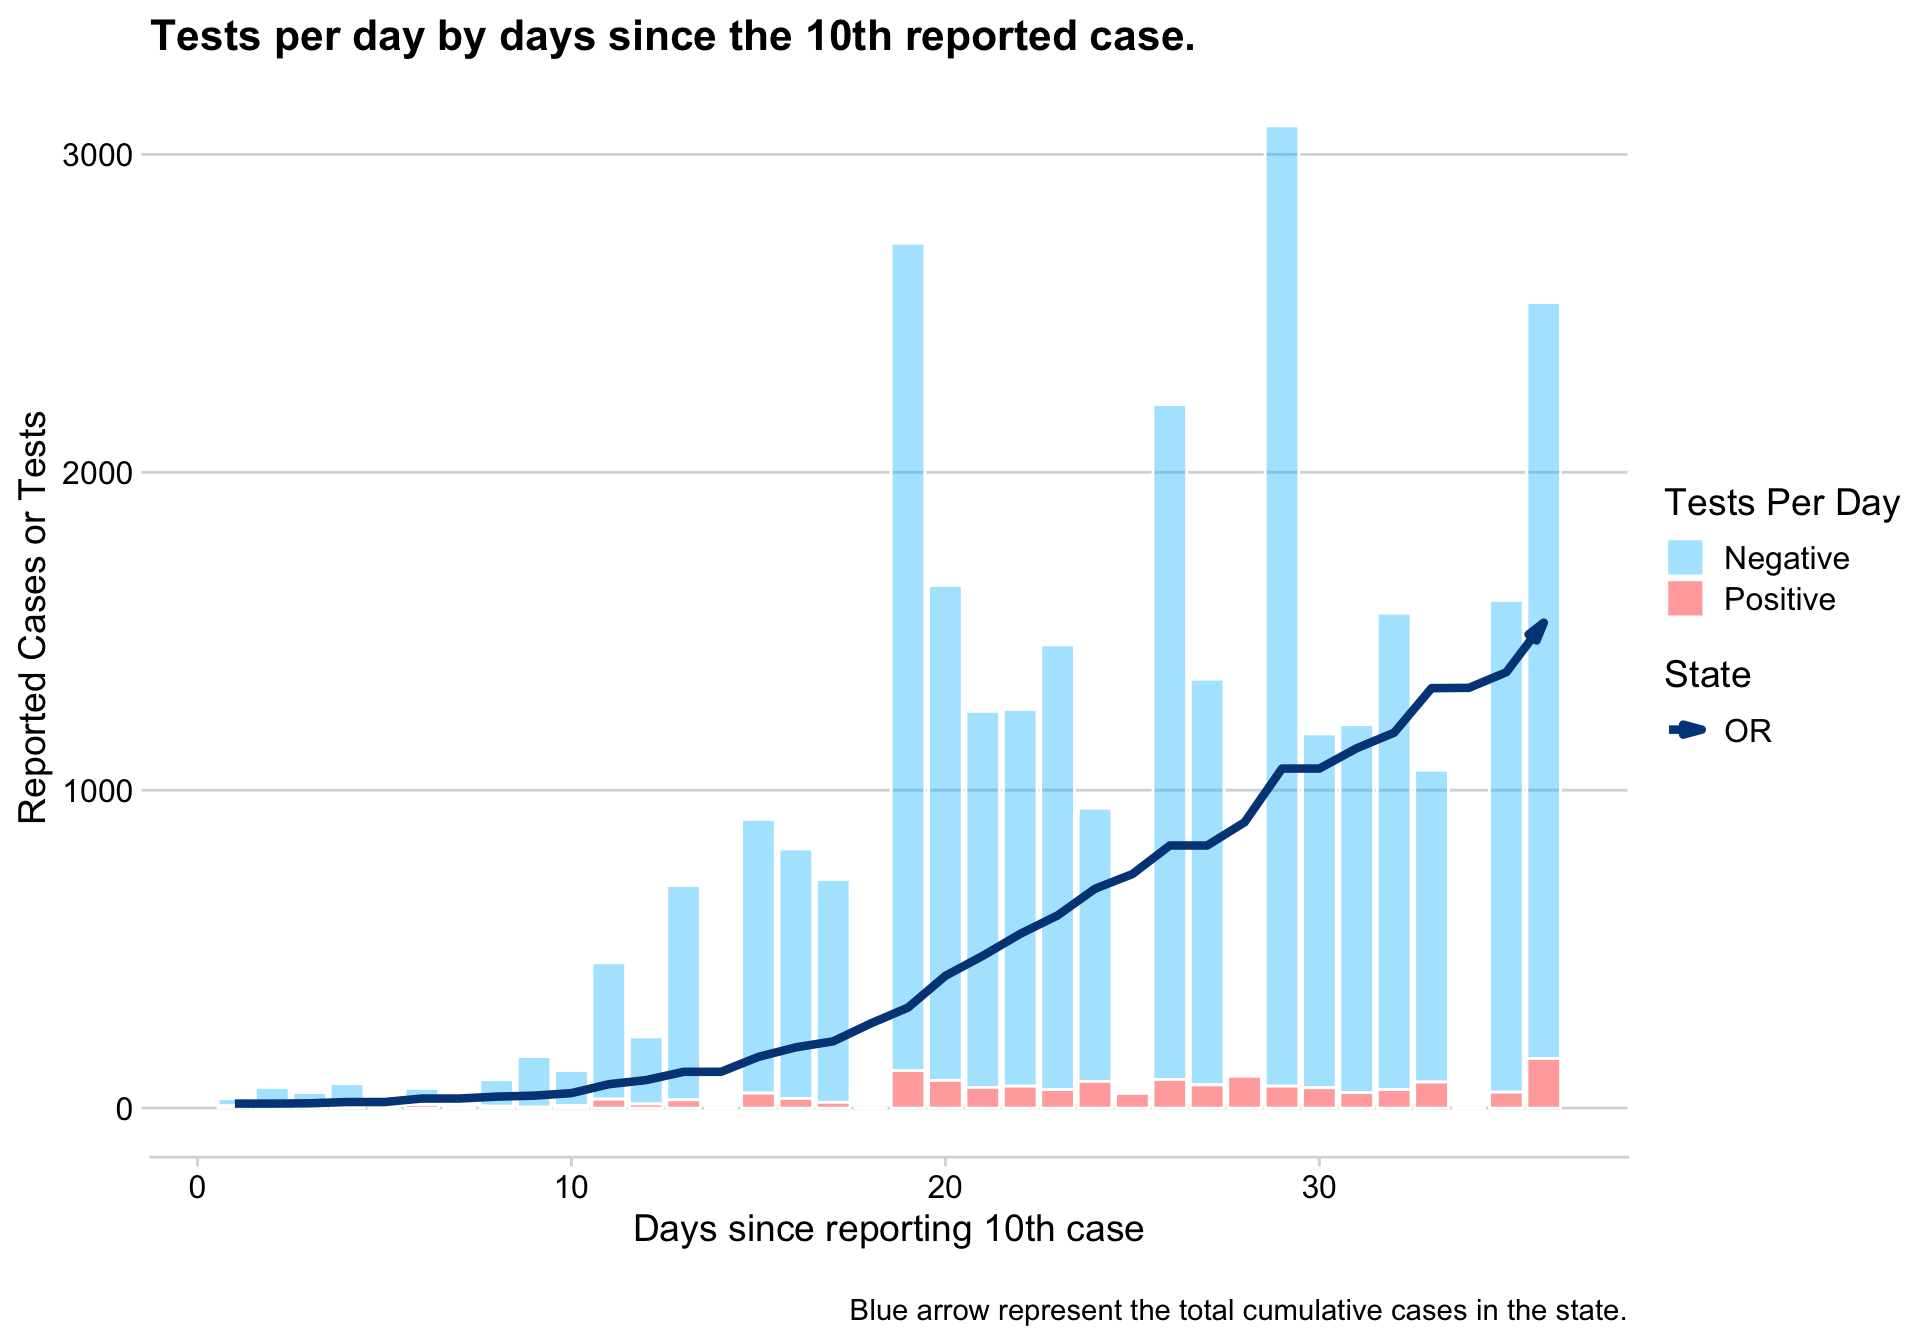 Tests per day by days since the 10th reported case.
Reported Cases or Tests
3000
2000
1000
0
0 10 20 30
Days since reporting 10th case
Tests Per Day
Negative
Positive
State
OR
Blue arrow represent the total cumulative cases in the state.